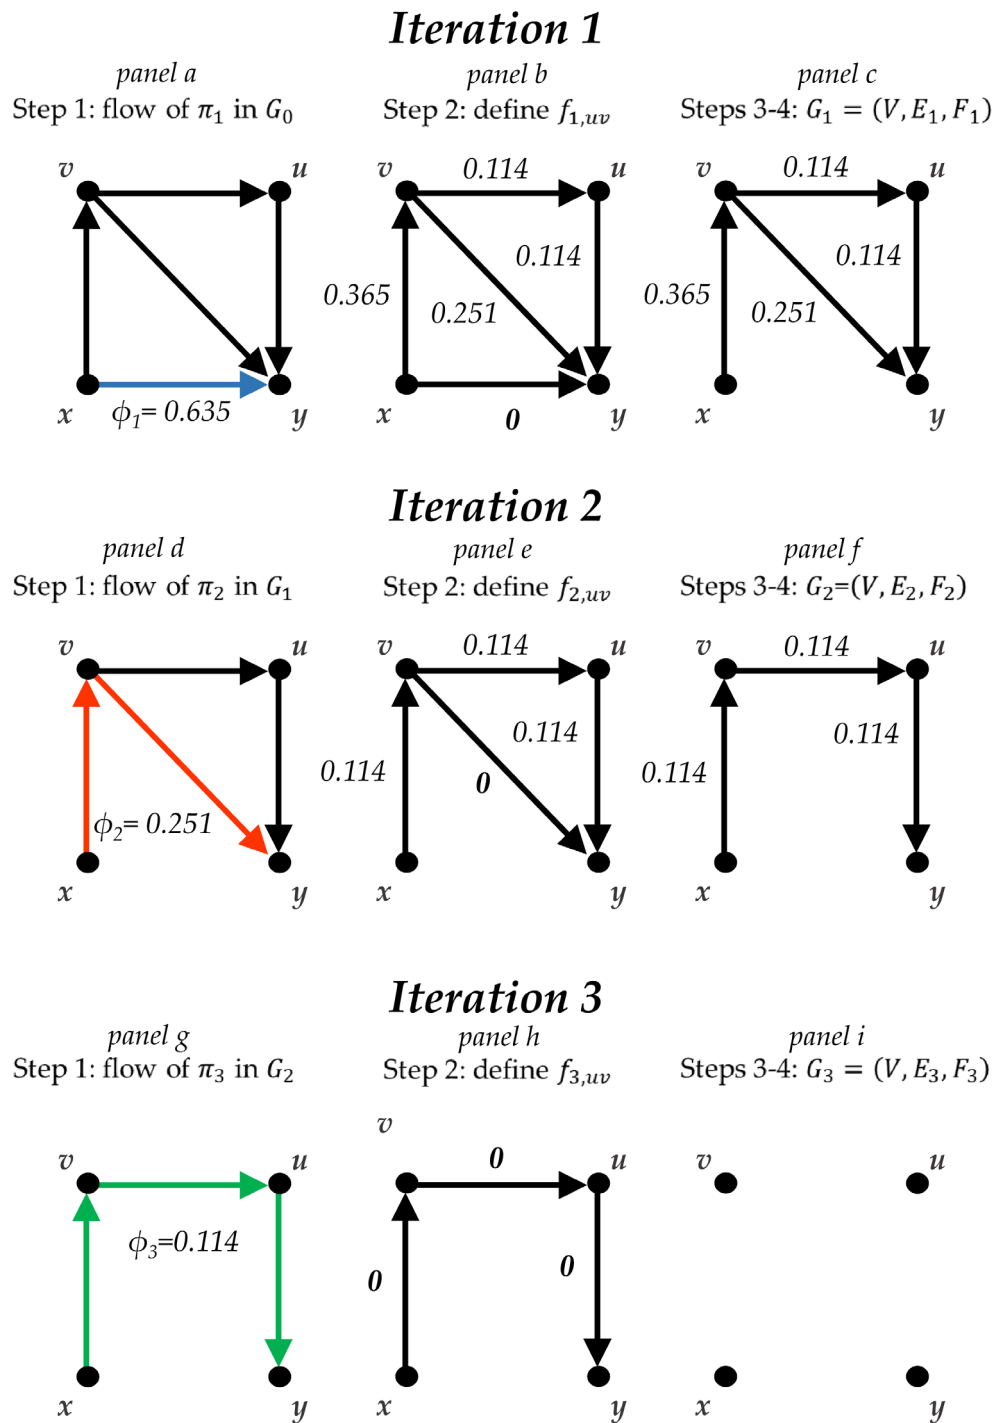 Iteration 1
panel a panel b panel c
Step 1: flow of π₁ in G₀ Step 2: define f₁,ᵤᵥ Steps 3-4: G₁ = (V, E₁, F₁)
v u v 0.114 u v 0.114 u
0.114 0.114
0.365 0.251 0.365 0.251
x ϕ₁= 0.635 y x 0 y x y
Iteration 2
panel d panel e panel f
Step 1: flow of π₂ in G₁ Step 2: define f₂,ᵤᵥ Steps 3-4: G₂=(V, E₂, F₂)
v u v 0.114 u v 0.114 u
0.114 0.114
0.114 0 0.114
ϕ₂= 0.251
x y x y x y
Iteration 3
panel g panel h panel i
Step 1: flow of π₃ in G₂ Step 2: define f₃,ᵤᵥ Steps 3-4: G₃ = (V, E₃, F₃)
v
v u 0 u v u
ϕ₃=0.114 0 0
x y x y x y